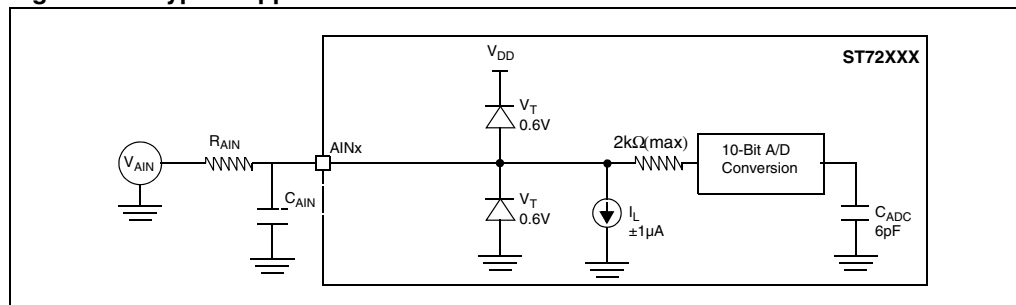 V_DD
ST72XXX
V_T
0.6V
R_AIN
AINx
2kΩ(max)
V_AIN
10-Bit A/D
Conversion
C_AIN
V_T
0.6V
I_L
±1µA
C_ADC
6pF